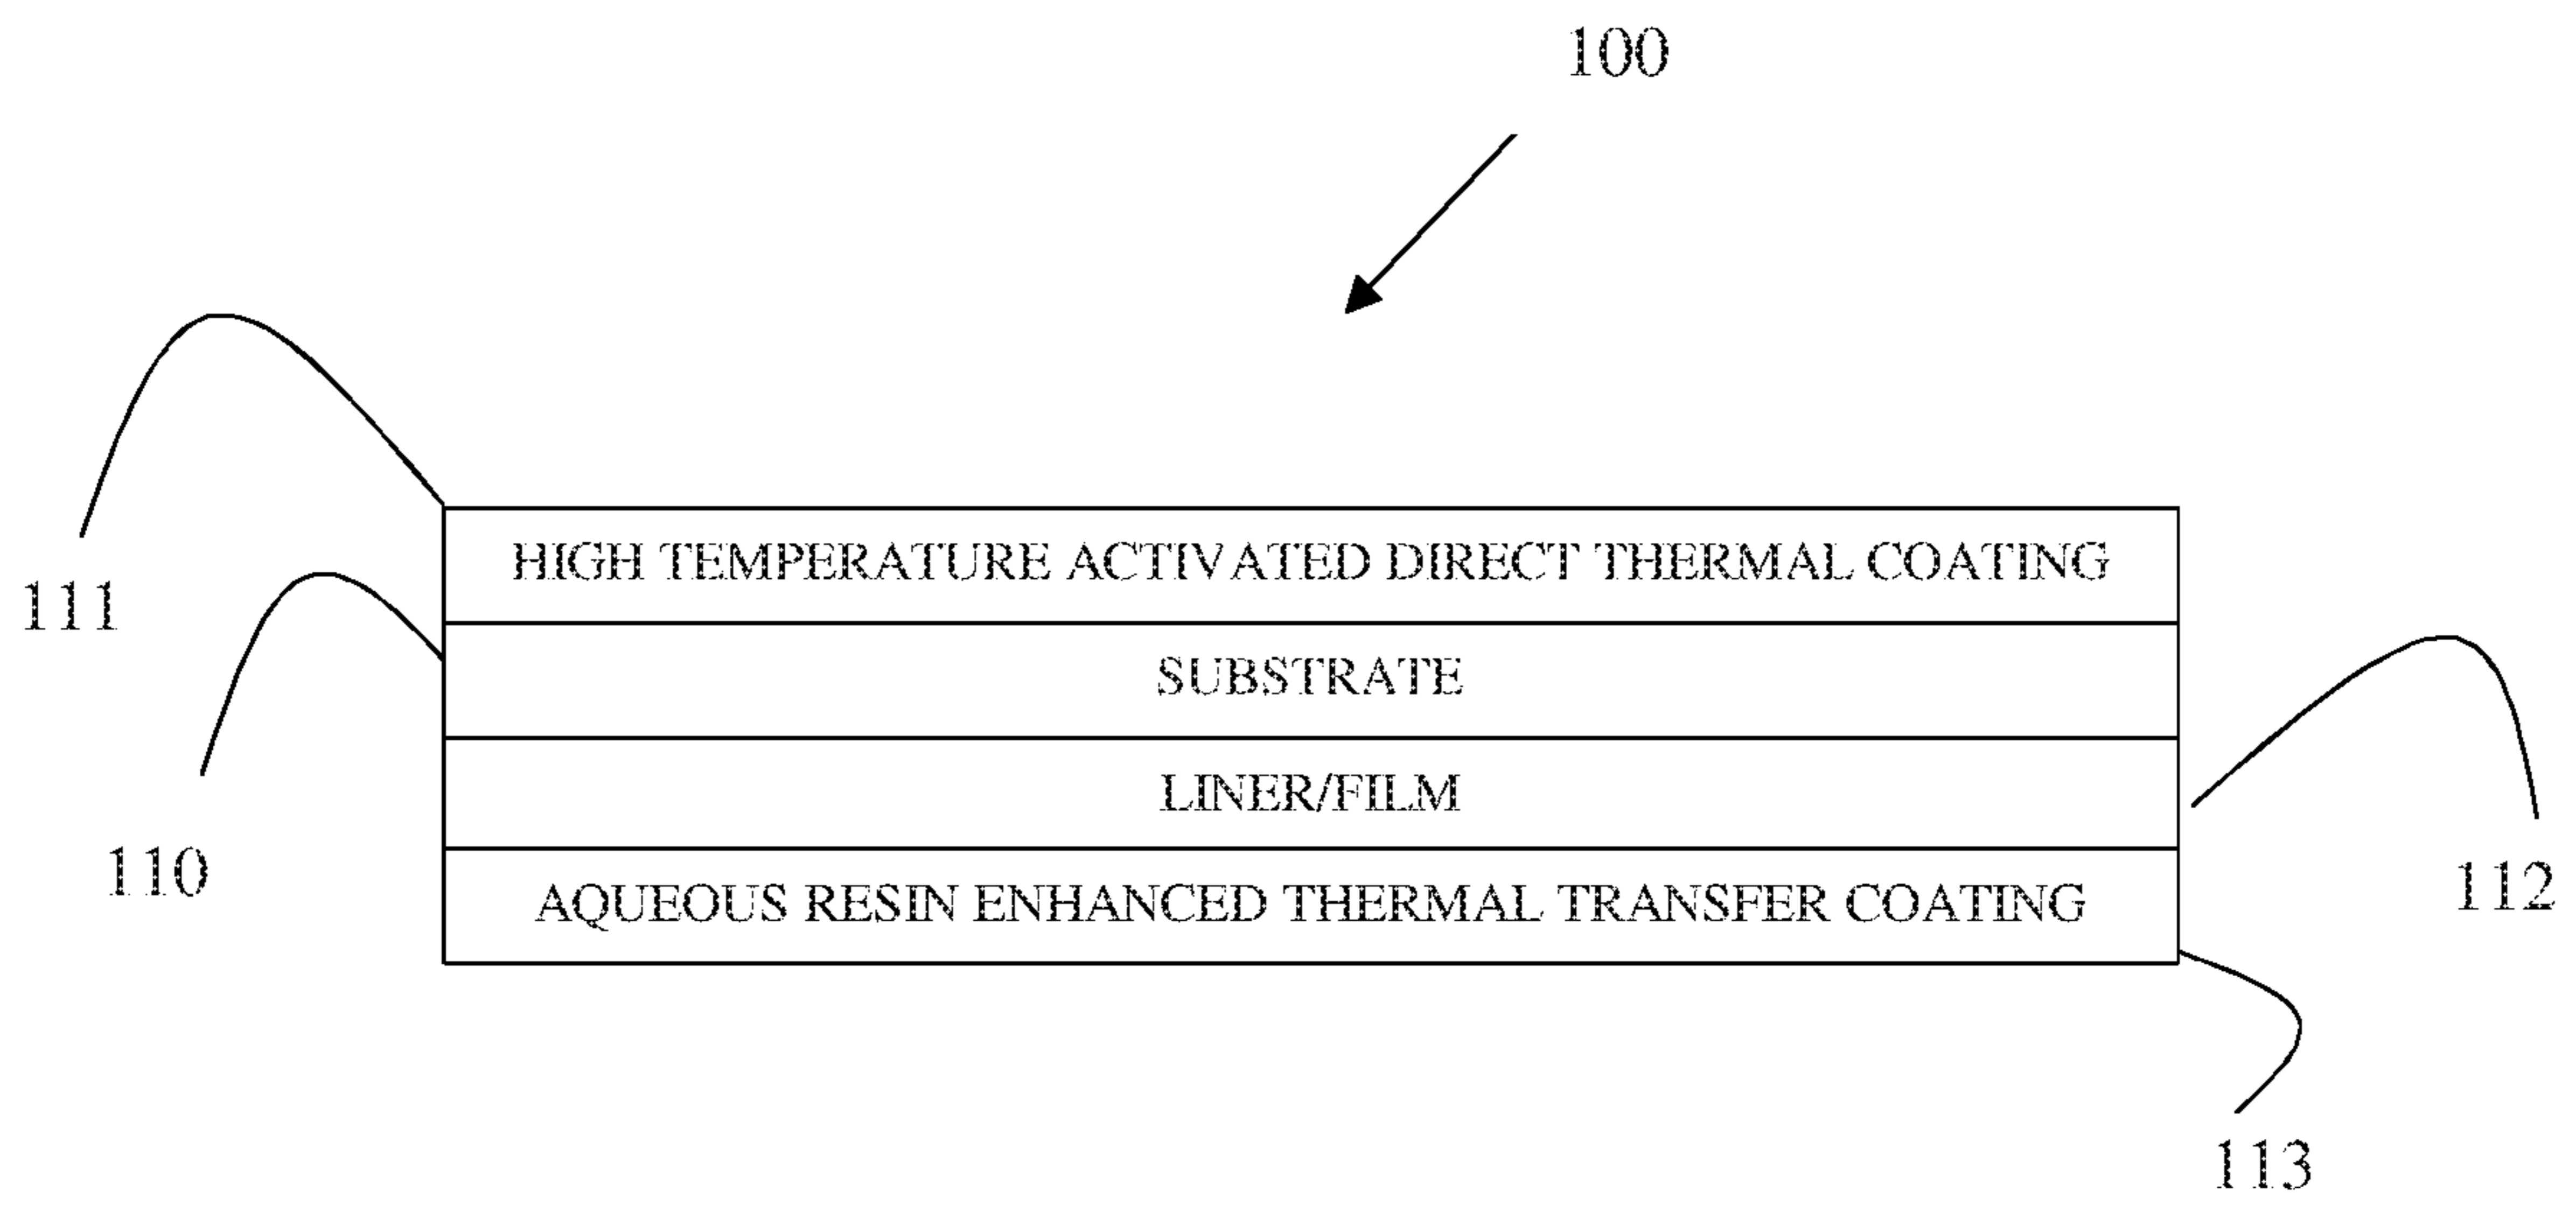 100
111
HIGH TEMPERATURE ACTIVATED DIRECT THERMAL COATING
SUBSTRATE
LINER/FILM
110
112
AQUEOUS RESIN ENHANCED THERMAL TRANSFER COATING
113